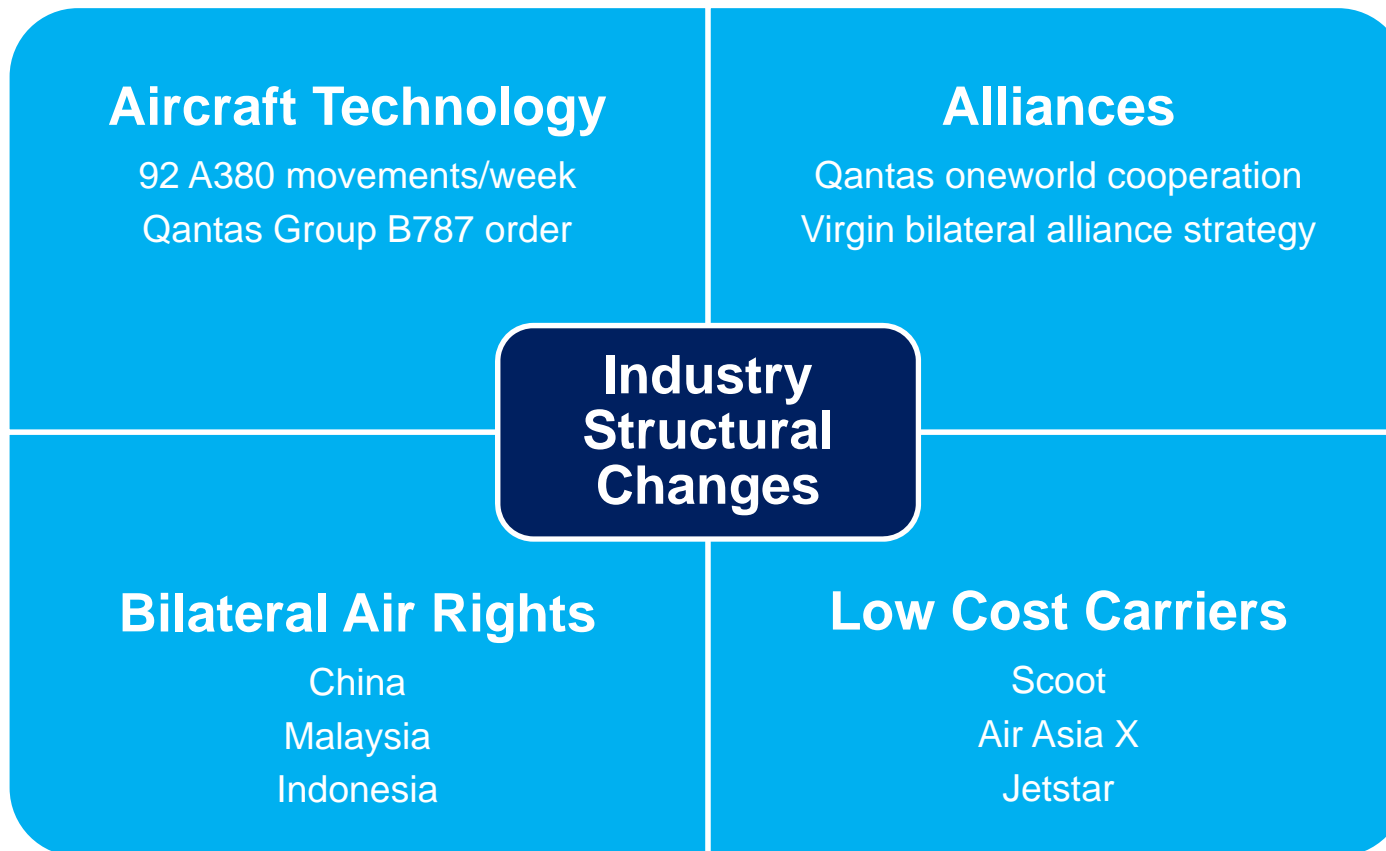 Aircraft Technology
92 A380 movements/week
Qantas Group B787 order
Alliances
Qantas oneworld cooperation
Virgin bilateral alliance strategy
Industry
Structural
Changes
Bilateral Air Rights
China
Malaysia
Indonesia
Low Cost Carriers
Scoot
Air Asia X
Jetstar